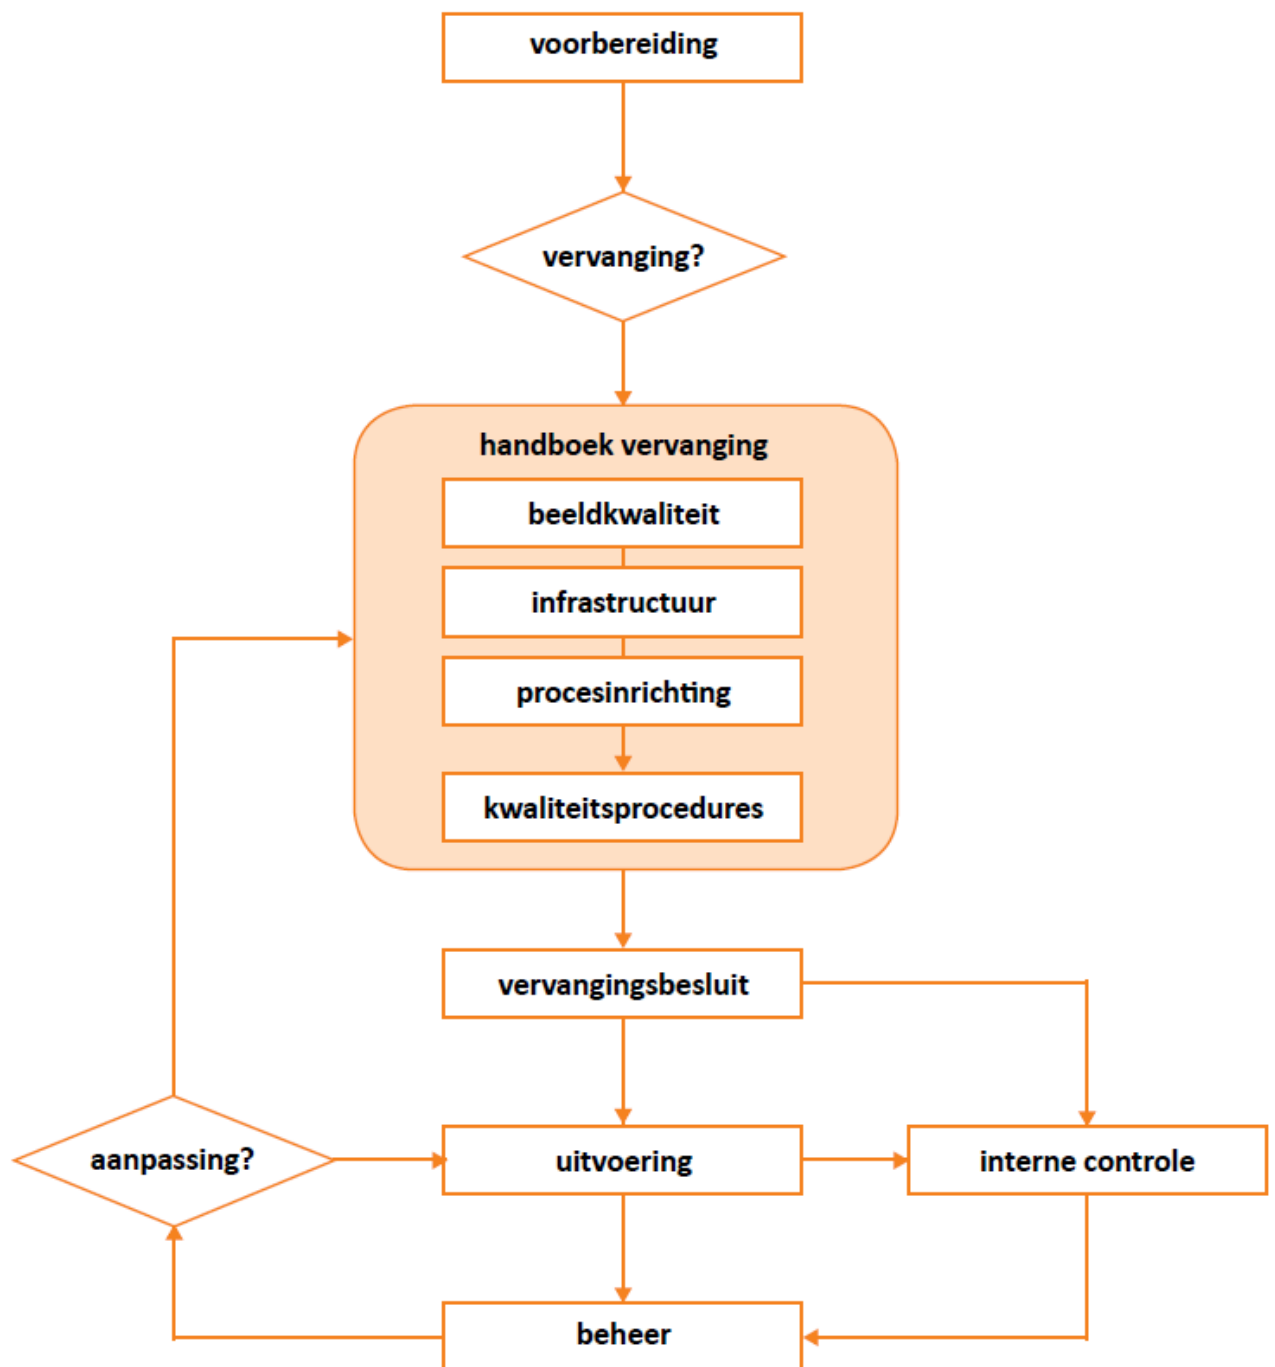 voorbereiding
vervanging?
handboek vervanging
beeldkwaliteit
infrastructuur
procesinrichting
kwaliteitsprocedures
vervangingsbesluit
aanpassing?
uitvoering
interne controle
beheer